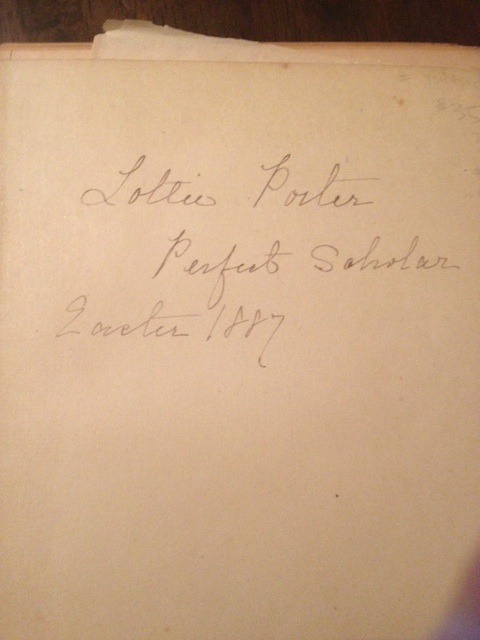 Lottie Porter
Perfect Scholar
Easter 1887